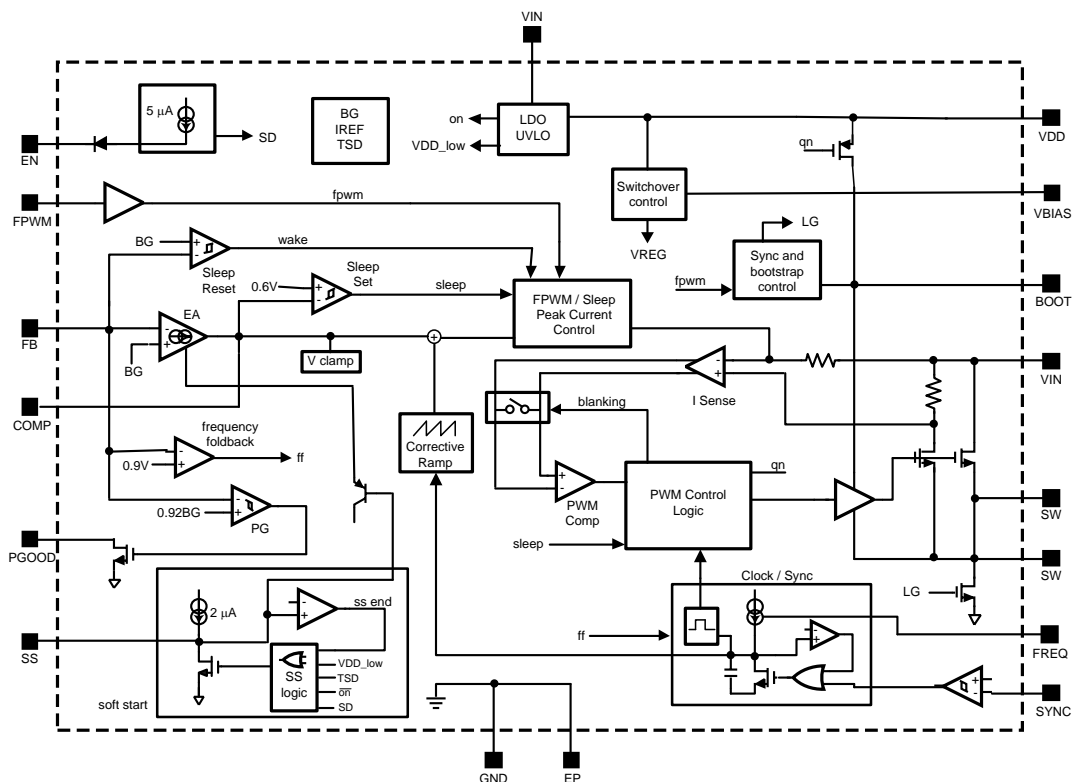 VIN
5 µA
SD
EN
BG
IREF
TSD
on
VDD_low
LDO
UVLO
VDD
qn
FPWM
fpwm
Switchover
control
VBIAS
VREG
LG
BG
+
-
wake
Sleep
Reset
0.6V
+
-
Sleep
Set
sleep
FPWM / Sleep
Peak Current
Control
fpwm
Sync and
bootstrap
control
BOOT
FB
EA
-
+
BG
V clamp
+
-
+
I Sense
VIN
COMP
blanking
frequency
foldback
-
+
0.9V
ff
Corrective
Ramp
+
-
PWM
Comp
PWM Control
Logic
qn
SW
0.92BG
-
+
PG
PGOOD
sleep
SW
Clock / Sync
LG
2 µA
-
+
ss end
SS
SS
logic
VDD_low
TSD
on
SD
soft start
ff
-
+
FREQ
+
-
SYNC
GND
EP